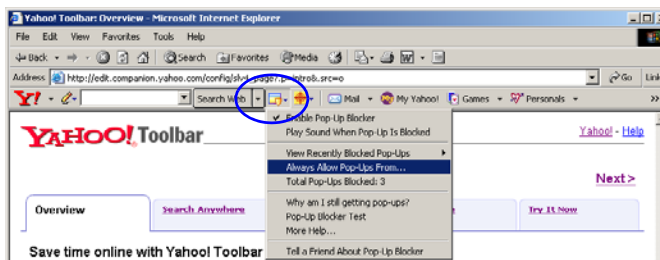 Yahoo! Toolbar: Overview - Microsoft Internet Explorer
File Edit View Favorites Tools Help
Back Search Favorites Media
Address http://edit.companion.yahoo.com/config/slv4_page?.p=intro&.src=o Go Link
Y! Search Web Mail My Yahoo! Games Personals »
Enable Pop-Up Blocker
Play Sound When Pop-Up Is Blocked
YAHOO! Toolbar Yahoo! - Help
View Recently Blocked Pop-Ups
Always Allow Pop-Ups From...
Total Pop-Ups Blocked: 3
Next >
Why am I still getting pop-ups?
Overview Search Anywhere Try It Now
Pop-Up Blocker Test
More Help...
Save time online with Yahoo! Toolbar
Tell a Friend About Pop-Up Blocker